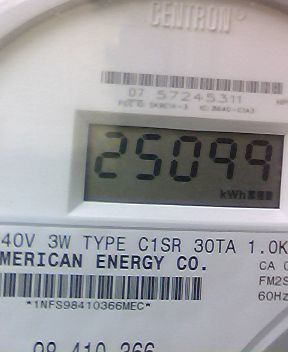 CENTRON®
07 57245311
25099
kWh
40V 3W TYPE C1SR 30TA 1.0K
MERICAN ENERGY CO.
CA 0
FM2S
60Hz
*1NFS98410366MEC*
98 410 366